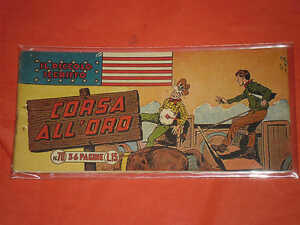 IL PICCOLO
SCERIFFO
CORSA
ALL'ORO
N.70 36 PAGINE L.15